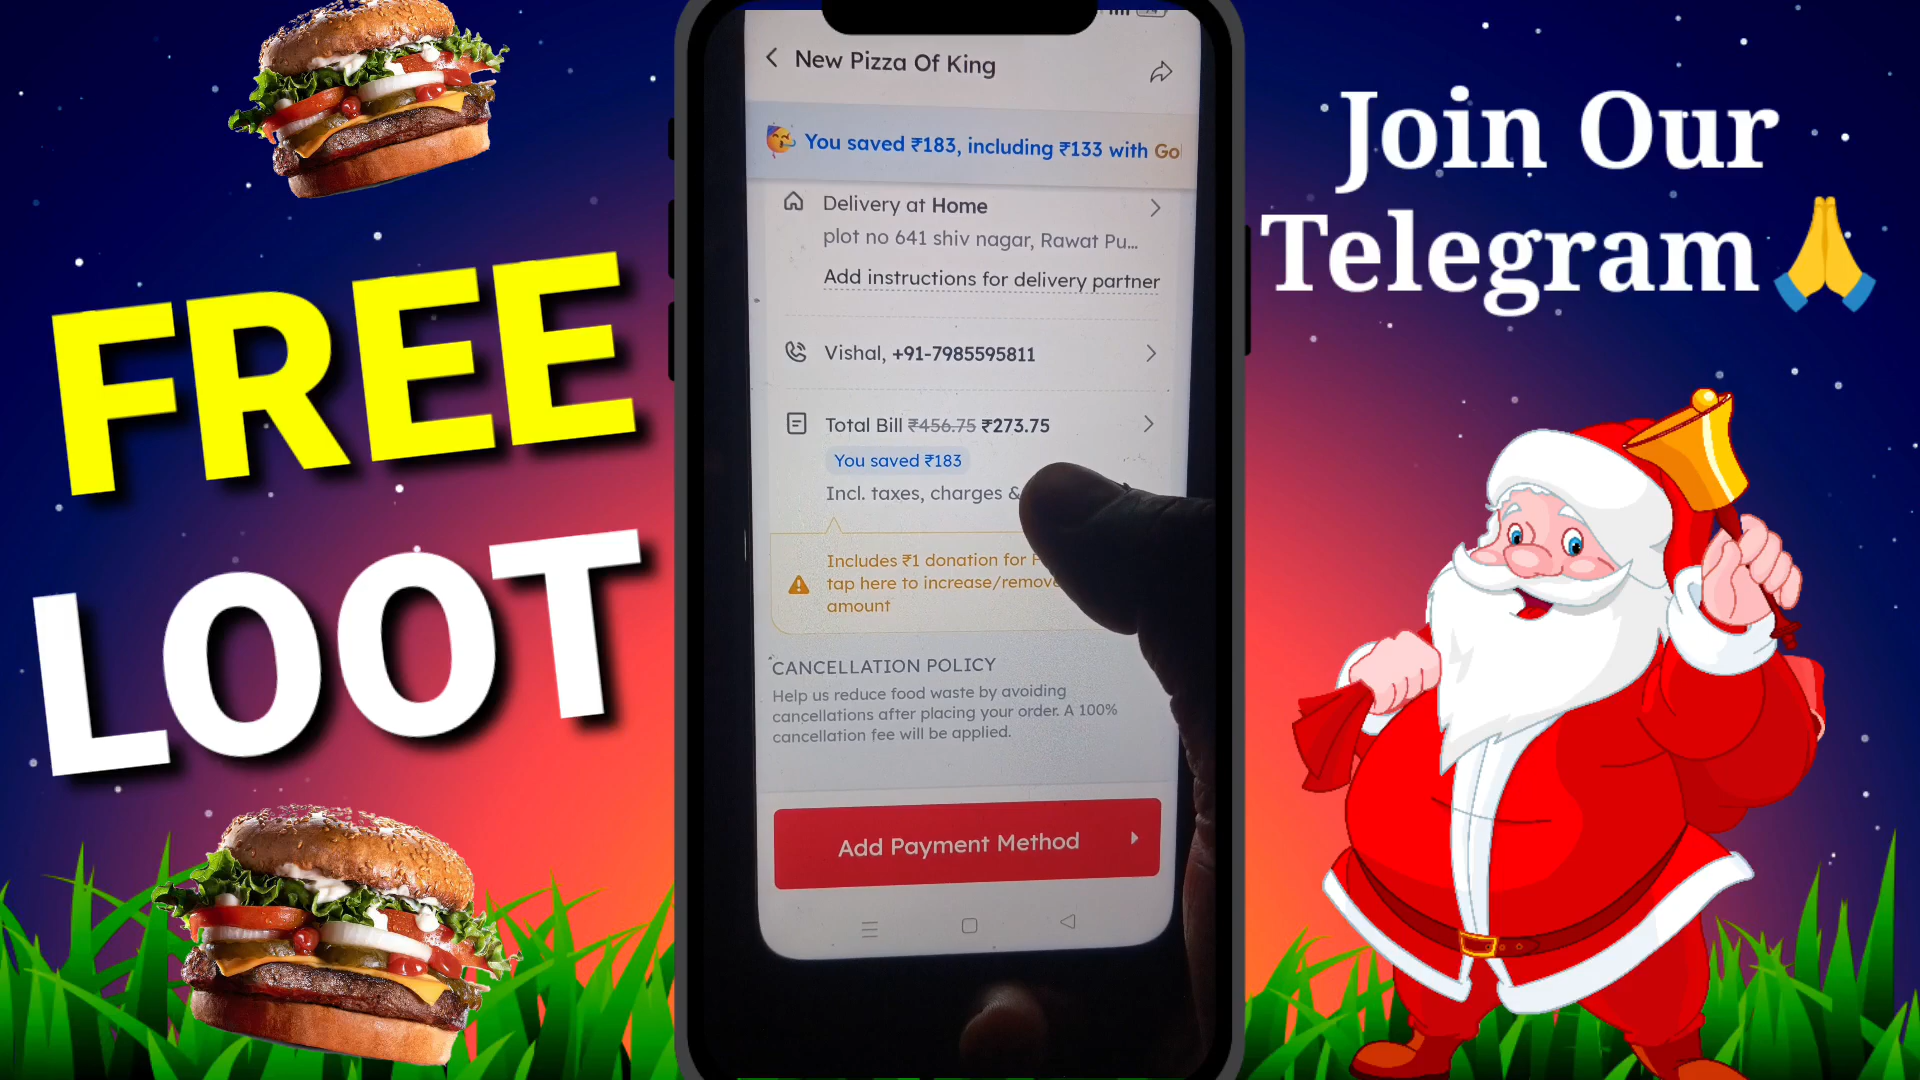 FREE
LOOT
New Pizza Of King
You saved ₹183, including ₹133 with Go
Delivery at Home
plot no 641 shiv nagar, Rawat Pu...
Add instructions for delivery partner
Vishal, +91-7985595811
Total Bill ₹456.75 ₹273.75
You saved ₹183
Incl. taxes, charges &
Includes ₹1 donation for
tap here to increase/remove
amount
CANCELLATION POLICY
Help us reduce food waste by avoiding
cancellations after placing your order. A 100%
cancellation fee will be applied.
Add Payment Method
Join Our
Telegram🙏